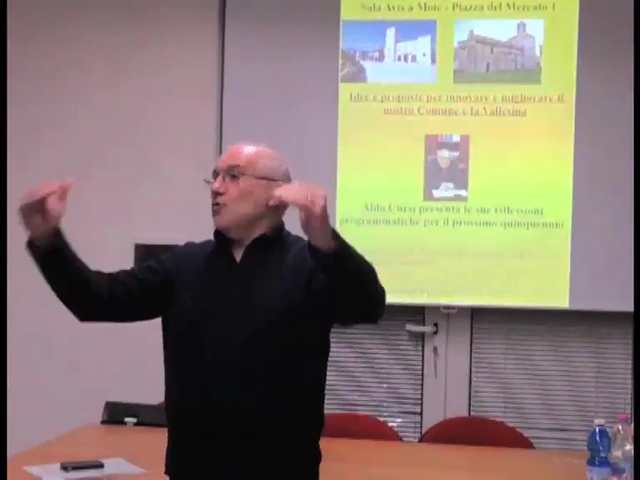 Sala Avis a Moie - Piazza del Mercato 1
Idee e proposte per innovare e migliorare il
nostro Comune e la Vallesina
Aldo Cursi presenta le sue riflessioni
programmatiche per il prossimo quinquennio